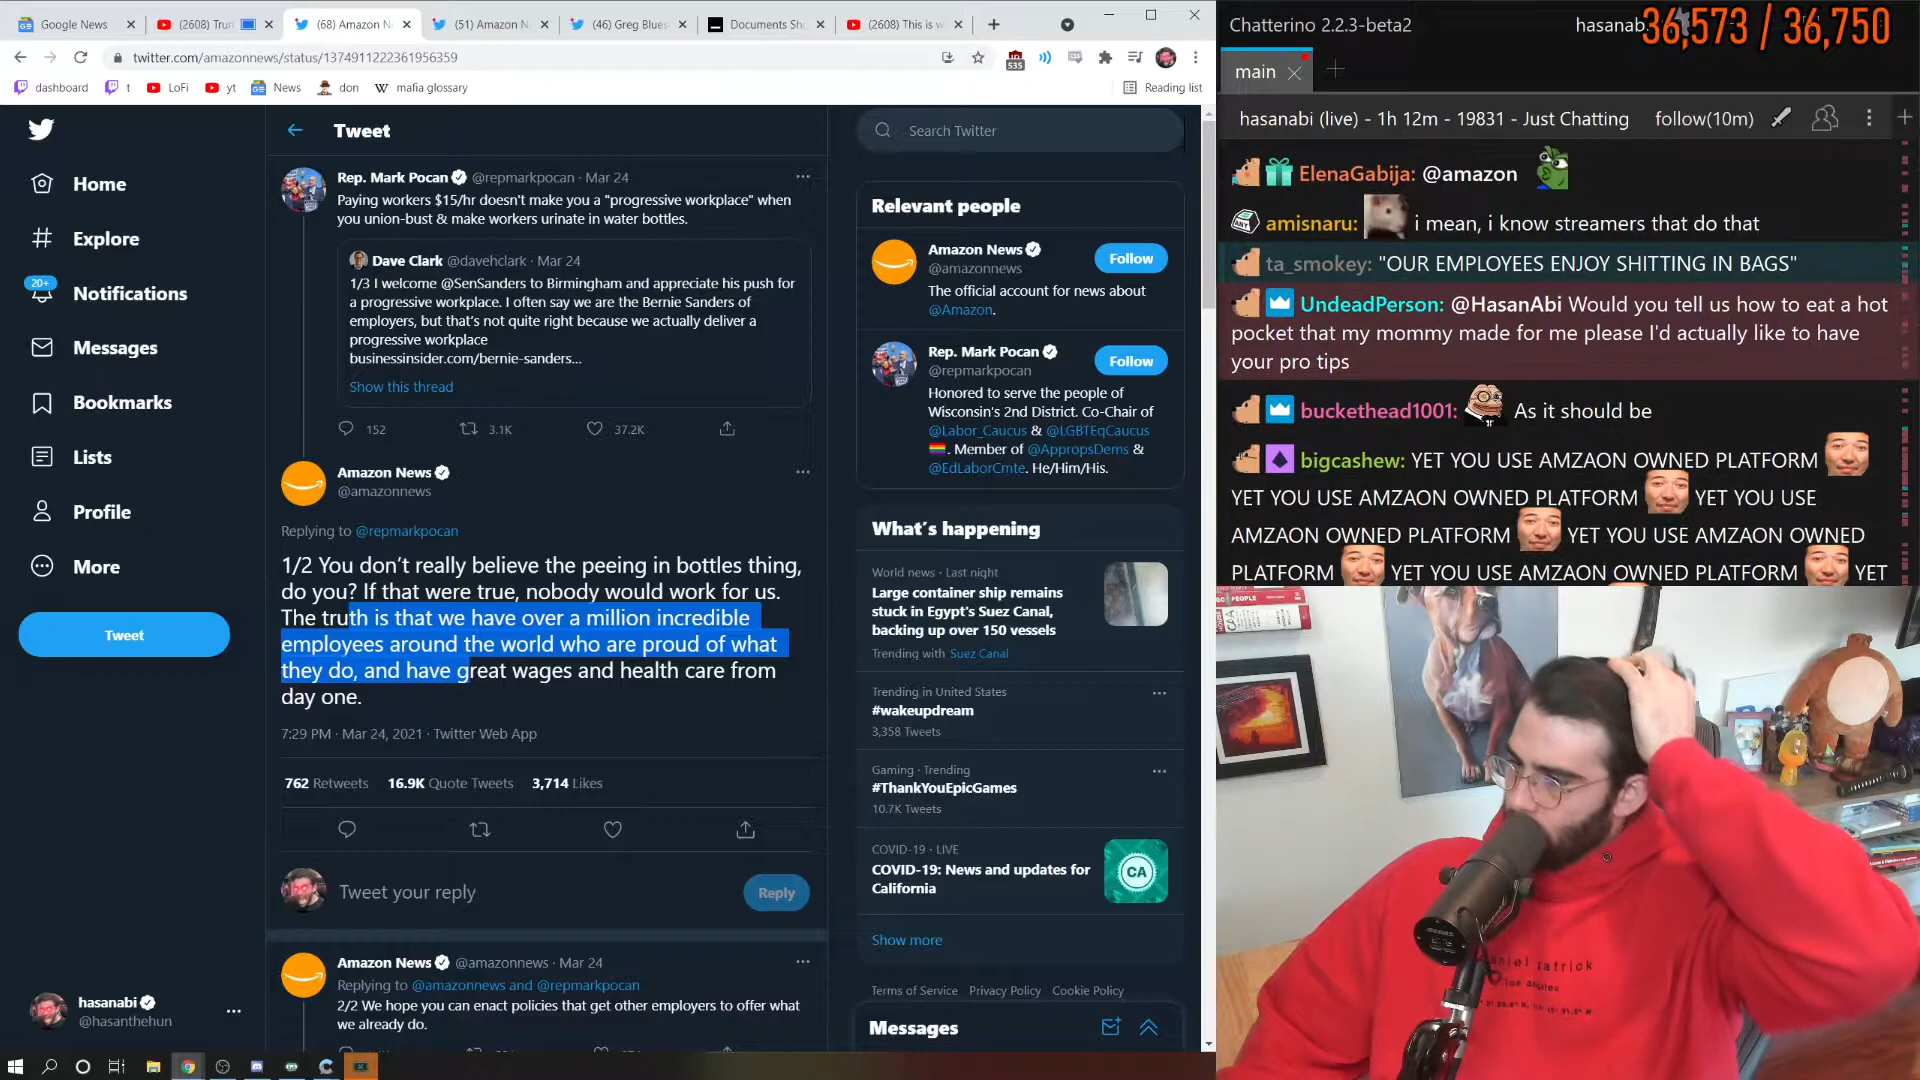 Google News
(2608) Trun
(68) Amazon N
(51) Amazon N
(46) Greg Blues
Documents Sho
(2608) This is w
twitter.com/amazonnews/status/1374911222361956359
535
dashboard
t
LoFi
yt
News
don
mafia glossary
Reading list
Tweet
Search Twitter
Home
Explore
20+
Notifications
Messages
Bookmarks
Lists
Profile
More
Tweet
hasanabi
@hasanthehun
Rep. Mark Pocan @repmarkpocan · Mar 24
Paying workers $15/hr doesn't make you a "progressive workplace" when
you union-bust & make workers urinate in water bottles.
Dave Clark @davehclark · Mar 24
1/3 I welcome @SenSanders to Birmingham and appreciate his push for
a progressive workplace. I often say we are the Bernie Sanders of
employers, but that's not quite right because we actually deliver a
progressive workplace
businessinsider.com/bernie-sanders...
Show this thread
152
3.1K
37.2K
Amazon News
@amazonnews
Replying to @repmarkpocan
1/2 You don’t really believe the peeing in bottles thing,
do you? If that were true, nobody would work for us.
The truth is that we have over a million incredible
employees around the world who are proud of what
they do, and have great wages and health care from
day one.
7:29 PM · Mar 24, 2021 · Twitter Web App
762 Retweets 16.9K Quote Tweets 3,714 Likes
Tweet your reply
Reply
Amazon News @amazonnews · Mar 24
Replying to @amazonnews and @repmarkpocan
2/2 We hope you can enact policies that get other employers to offer what
we already do.
Relevant people
Amazon News
@amazonnews
Follow
The official account for news about
@Amazon.
Rep. Mark Pocan
@repmarkpocan
Follow
Honored to serve the people of
Wisconsin's 2nd District. Co-Chair of
@Labor_Caucus & @LGBTEqCaucus
. Member of @AppropsDems &
@EdLaborCmte. He/Him/His.
What's happening
World news · Last night
Large container ship remains
stuck in Egypt's Suez Canal,
backing up over 150 vessels
Trending with Suez Canal
Trending in United States
#wakeupdream
3,358 Tweets
Gaming · Trending
#ThankYouEpicGames
10.7K Tweets
COVID-19 · LIVE
COVID-19: News and updates for
California
CA
Show more
Terms of Service Privacy Policy Cookie Policy
Messages
Chatterino 2.2.3-beta2
hasanabi
36,573 / 36,750
main
hasanabi (live) - 1h 12m - 19831 - Just Chatting
follow(10m)
ElenaGabija: @amazon
amisnaru: i mean, i know streamers that do that
ta_smokey: "OUR EMPLOYEES ENJOY SHITTING IN BAGS"
UndeadPerson: @HasanAbi Would you tell us how to eat a hot
pocket that my mommy made for me please I'd actually like to have
your pro tips
buckethead1001: As it should be
bigcashew: YET YOU USE AMZAON OWNED PLATFORM
YET YOU USE AMZAON OWNED PLATFORM YET YOU USE
AMZAON OWNED PLATFORM YET YOU USE AMZAON OWNED
PLATFORM YET YOU USE AMZAON OWNED PLATFORM YET
PEOPLE